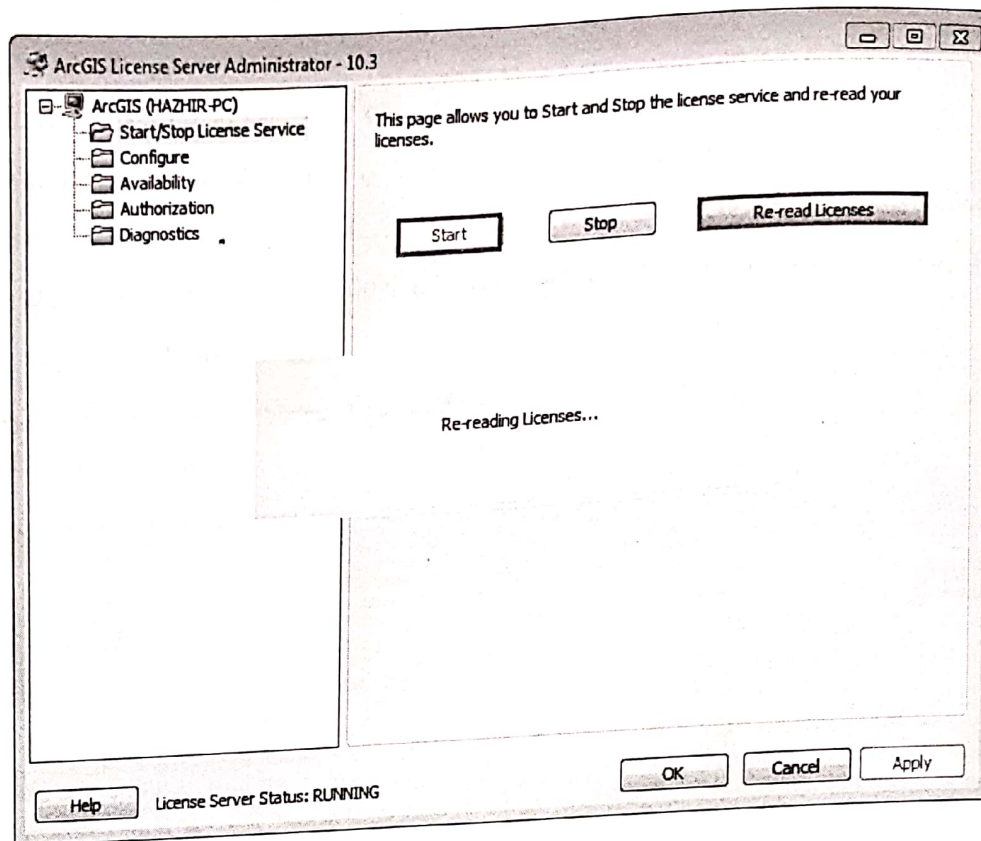 ArcGIS License Server Administrator - 10.3
ArcGIS (HAZHIR-PC)
Start/Stop License Service
Configure
Availability
Authorization
Diagnostics
This page allows you to Start and Stop the license service and re-read your
licenses.
Start
Stop
Re-read Licenses
Re-reading Licenses...
OK
Cancel
Apply
Help
License Server Status: RUNNING